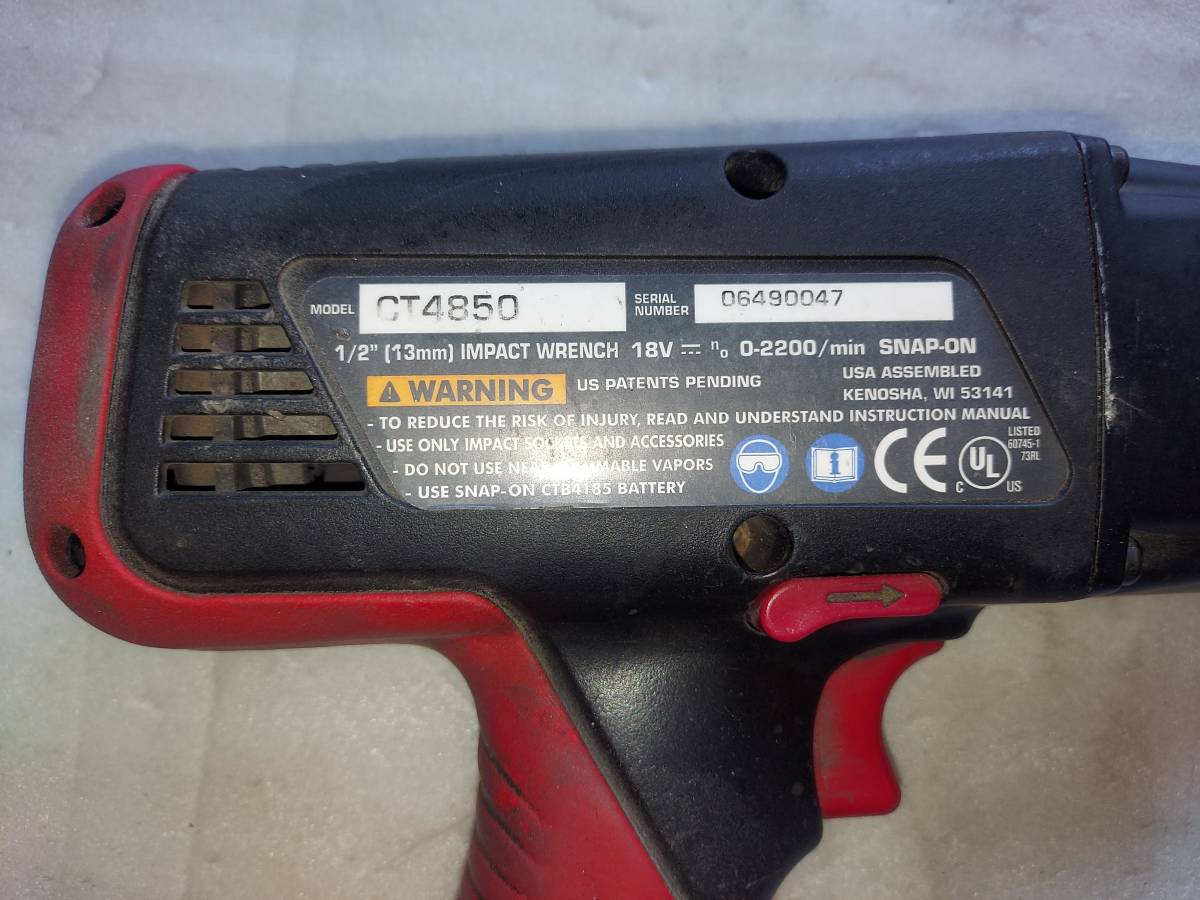 MODEL CT4850 SERIAL NUMBER 06490047
1/2" (13mm) IMPACT WRENCH 18V ⎓ n₀ 0-2200/min SNAP-ON
WARNING US PATENTS PENDING
USA ASSEMBLED
KENOSHA, WI 53141
- TO REDUCE THE RISK OF INJURY, READ AND UNDERSTAND INSTRUCTION MANUAL
- USE ONLY IMPACT SOCKETS AND ACCESSORIES
- DO NOT USE NEAR FLAMMABLE VAPORS
- USE SNAP-ON CTB4185 BATTERY
CE
C UL US
LISTED
60745-1
73RL